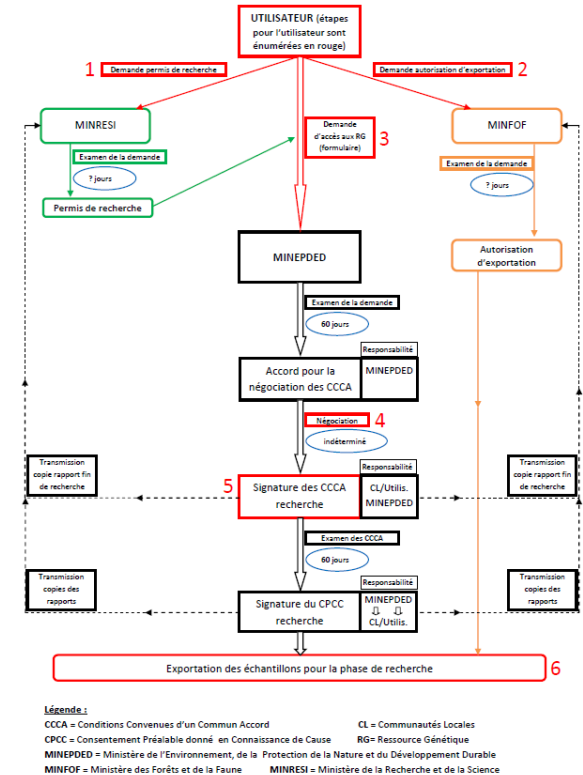 UTILISATEUR (étapes
pour l'utilisateur sont
énumérées en rouge)
1 Demande permis de recherche
Demande autorisation d'exportation 2
MINRESI
Demande
d'accès aux RG
(formulaire)
3
MINFOF
Examen de la demande
? jours
Permis de recherche
Examen de la demande
? jours
MINEPDED
Autorisation
d'exportation
Examen de la demande
60 jours
Responsabilité
Accord pour la
négociation des CCCA
MINEPDED
Négociation 4
indéterminé
Transmission
copie rapport fin
de recherche
Responsabilité
5 Signature des CCCA
recherche
CL/Utilis.
MINEPDED
Transmission
copie rapport fin
de recherche
Examen des CCCA
60 jours
Transmission
copies des
rapports
Responsabilité
Signature du CPCC
recherche
MINEPDED
CL/Utilis.
Transmission
copies des
rapports
Exportation des échantillons pour la phase de recherche 6
Légende :
CCCA = Conditions Convenues d'un Commun Accord CL = Communautés Locales
CPCC = Consentement Préalable donné en Connaissance de Cause RG= Ressource Génétique
MINEPDED = Ministère de l'Environnement, de la Protection de la Nature et du Développement Durable
MINFOF = Ministère des Forêts et de la Faune MINRESI = Ministère de la Recherche et de la Science